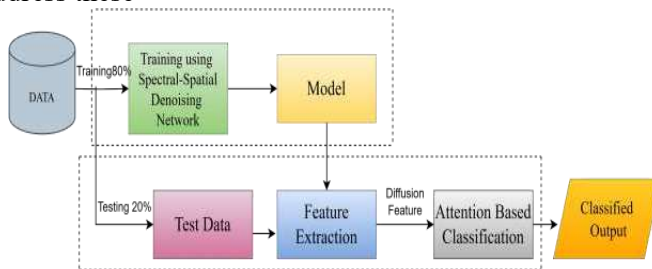 DATA
Training80%
Training using
Spectral-Spatial
Denoising
Network
Model
Testing 20%
Test Data
Feature
Extraction
Diffusion
Feature
Attention Based
Classification
Classified
Output